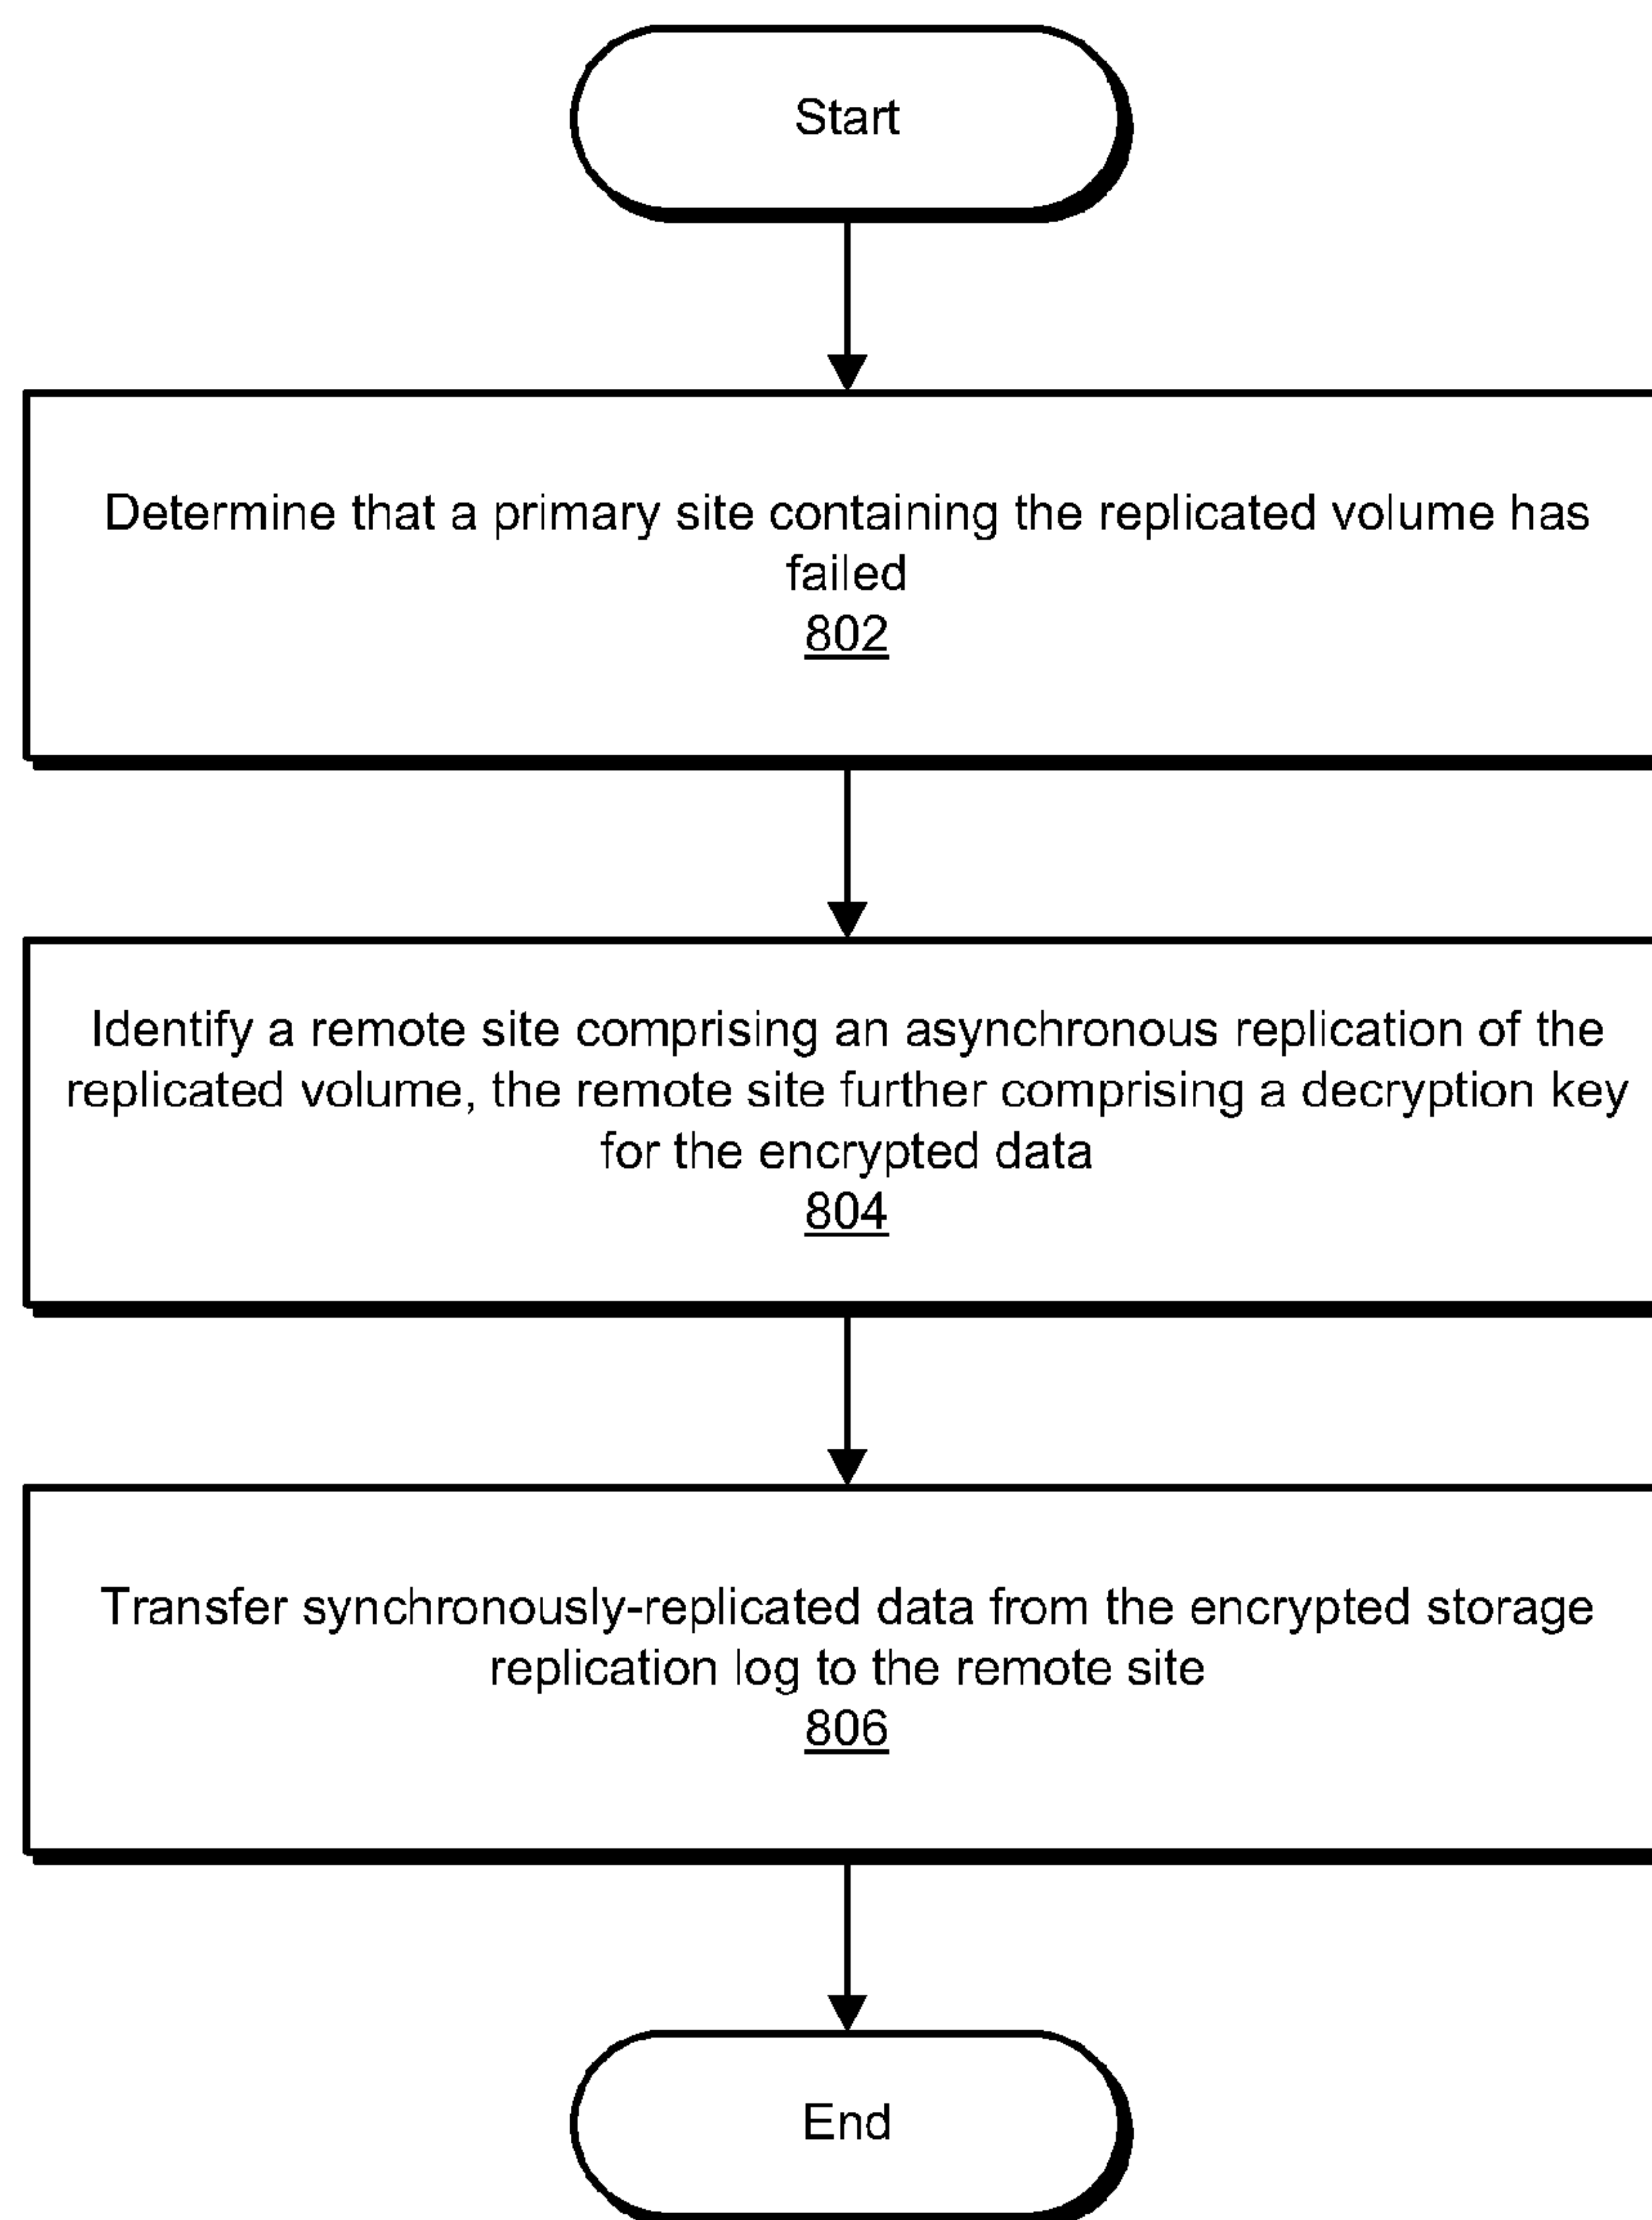 Start
Determine that a primary site containing the replicated volume has
failed
802
Identify a remote site comprising an asynchronous replication of the
replicated volume, the remote site further comprising a decryption key
for the encrypted data
804
Transfer synchronously-replicated data from the encrypted storage
replication log to the remote site
806
End